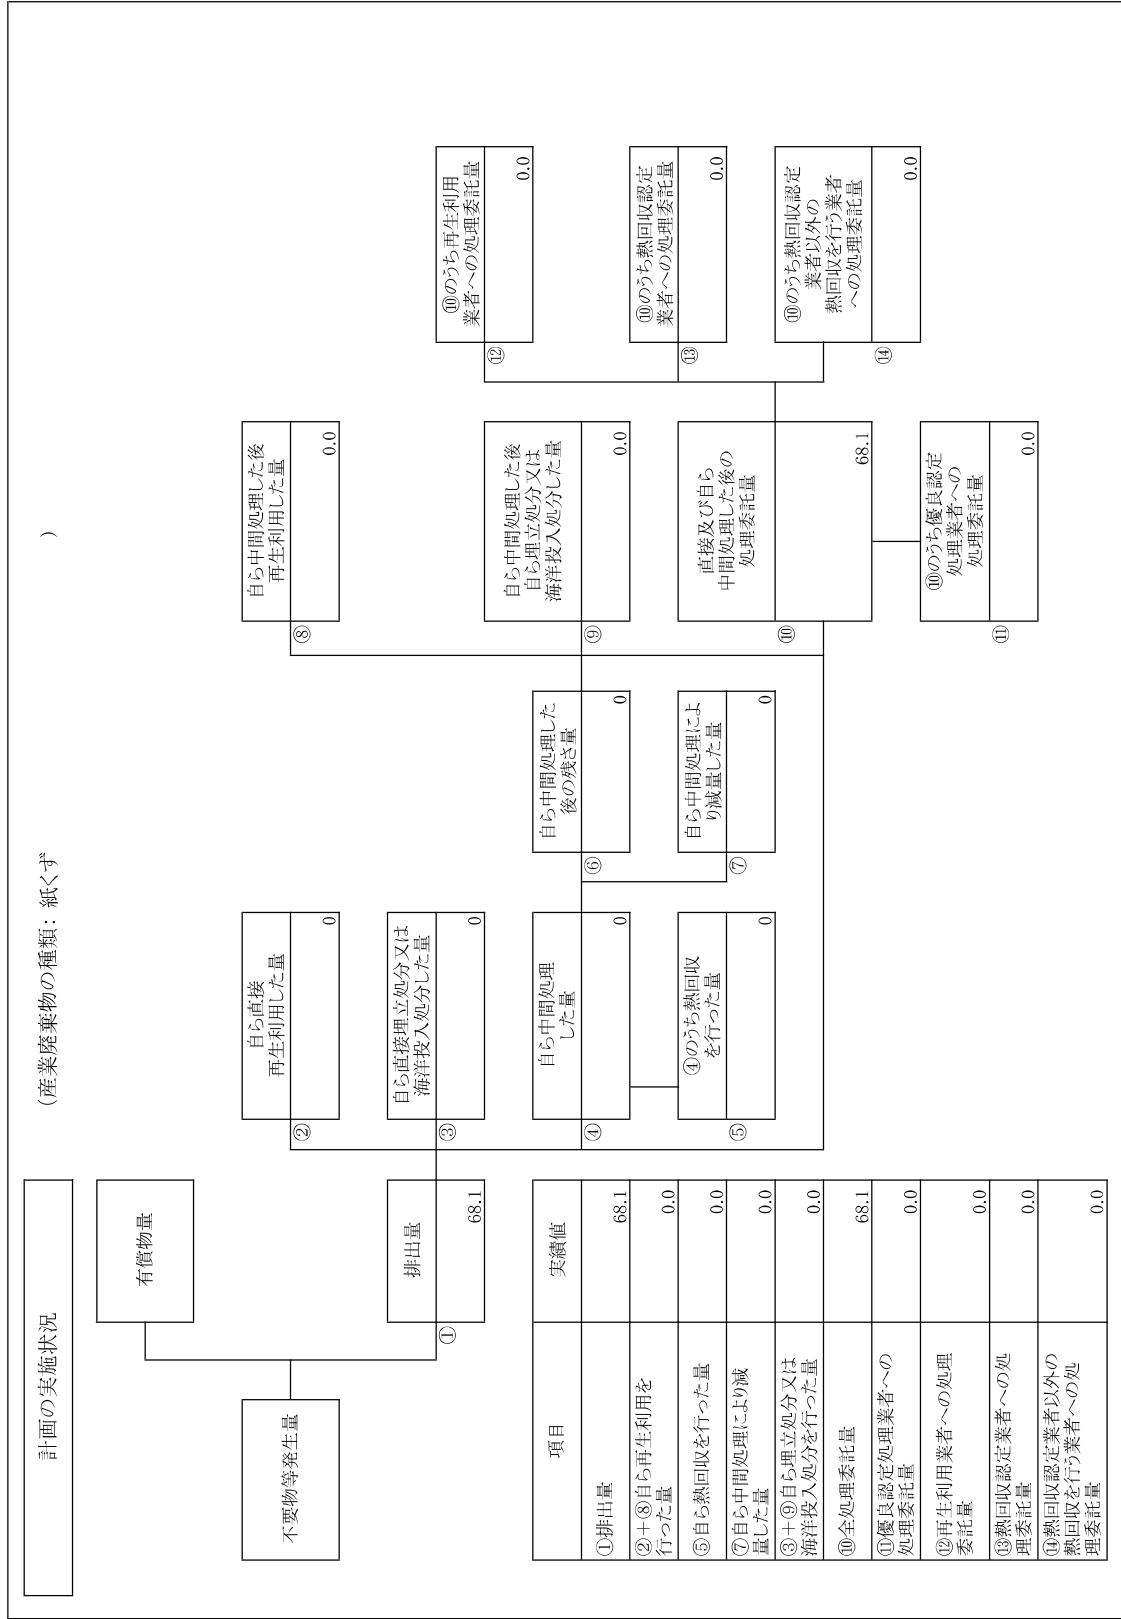 計画の実施状況
(産業廃棄物の種類: 紙くず )
不要物等発生量
有償物量
①
排出量
68.1
②
自ら直接
再生利用した量
0
③
自ら直接埋立処分又は
海洋投入処分した量
0
④
自ら中間処理
した量
0
⑤
④のうち熱回収
を行った量
0
⑥
自ら中間処理した
後の残さ量
0
⑦
自ら中間処理によ
り減量した量
0
⑧
自ら中間処理した後
再生利用した量
0.0
⑨
自ら中間処理した後
自ら埋立処分又は
海洋投入処分した量
0.0
⑩
直接及び自ら
中間処理した後の
処理委託量
68.1
⑪
⑩のうち優良認定
処理業者への
処理委託量
0.0
⑫
⑩のうち再生利用
業者への処理委託量
0.0
⑬
⑩のうち熱回収認定
業者への処理委託量
0.0
⑭
⑩のうち熱回収認定
業者以外の
熱回収を行う業者
への処理委託量
0.0
項目 実績値
①排出量 68.1
②+⑧自ら再生利用を
行った量 0.0
⑤自ら熱回収を行った量 0.0
⑦自ら中間処理により減
量した量 0.0
③+⑨自ら埋立処分又は
海洋投入処分を行った量 0.0
⑩全処理委託量 68.1
⑪優良認定処理業者への
処理委託量 0.0
⑫再生利用業者への処理
委託量 0.0
⑬熱回収認定業者への処
理委託量 0.0
⑭熱回収認定業者以外の
熱回収を行う業者への処
理委託量 0.0